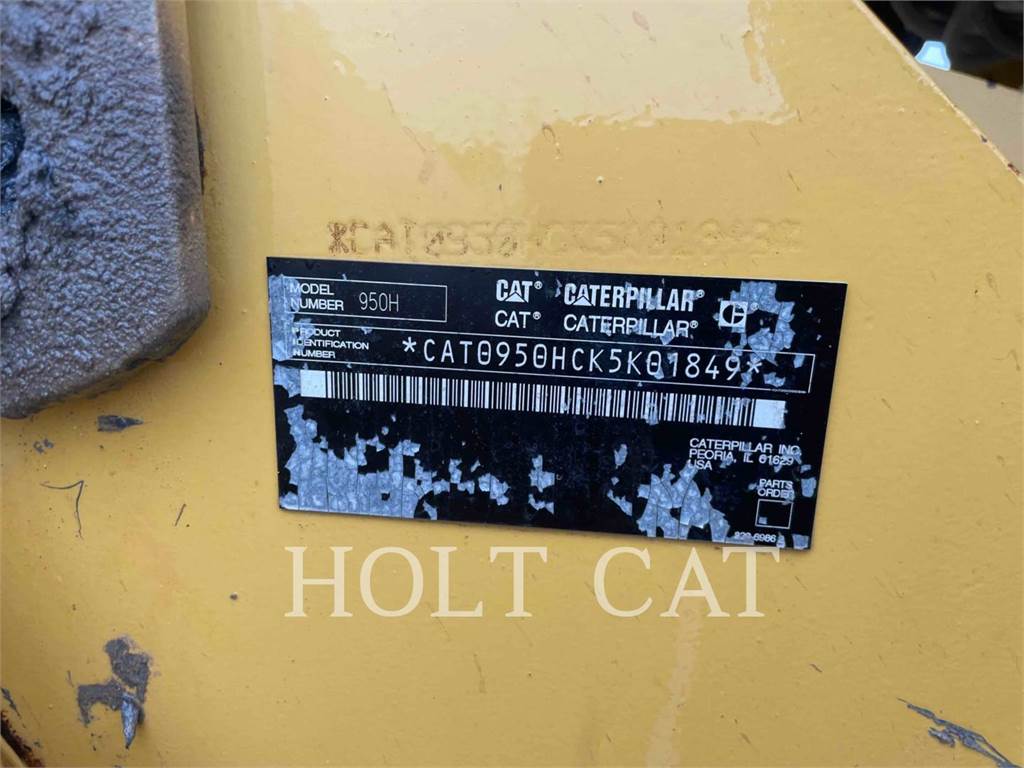 *CAT0950HCK5K01849*
MODEL NUMBER 950H
CAT® CATERPILLAR®
CAT® CATERPILLAR® C®
PRODUCT IDENTIFICATION NUMBER *CAT0950HCK5K01849*
CATERPILLAR INC.
PEORIA, IL 61629
USA
PARTS ORDER
HOLT CAT